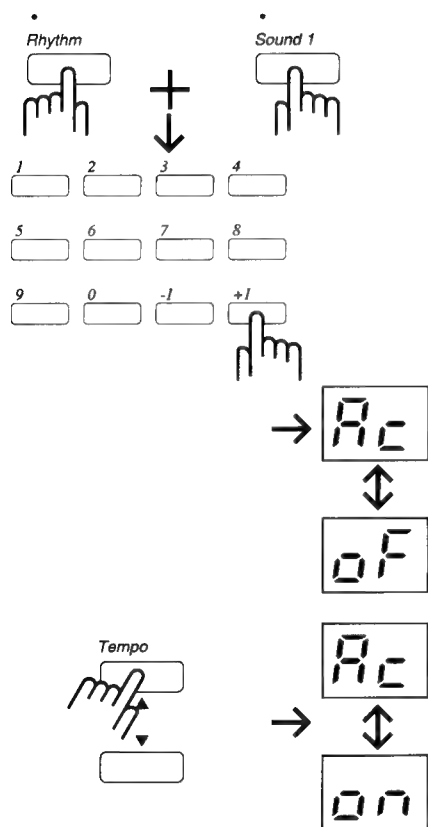 Rhythm Sound 1
+
1 2 3 4
5 6 7 8
9 0 -1 +1
Ac
oF
Tempo
Ac
on